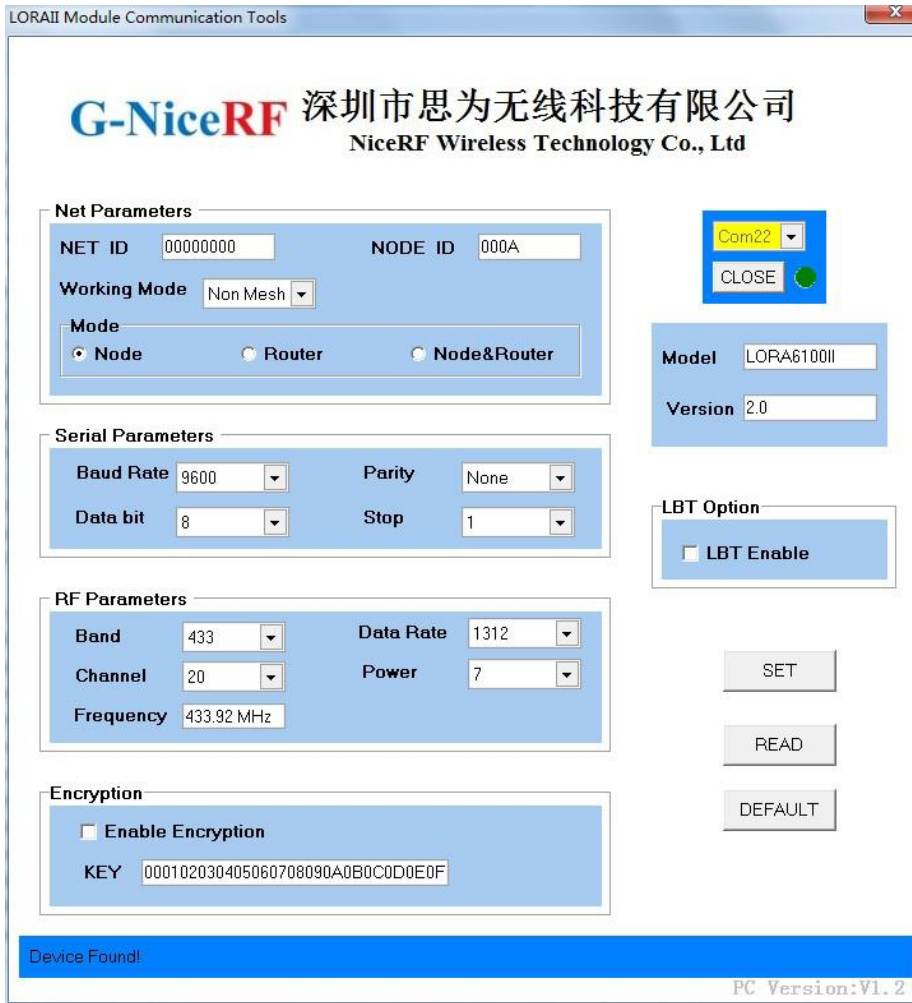 LORAII Module Communication Tools
G-NiceRF 深圳市思为无线科技有限公司
NiceRF Wireless Technology Co., Ltd
Net Parameters
NET ID 00000000 NODE ID 000A
Working Mode Non Mesh
Mode
Node Router Node&Router
Com22
CLOSE
Model LORA6100II
Version 2.0
Serial Parameters
Baud Rate 9600 Parity None
Data bit 8 Stop 1
LBT Option
LBT Enable
RF Parameters
Band 433 Data Rate 1312
Channel 20 Power 7
Frequency 433.92 MHz
SET
READ
DEFAULT
Encryption
Enable Encryption
KEY 000102030405060708090A0B0C0D0E0F
Device Found!
PC Version:V1.2